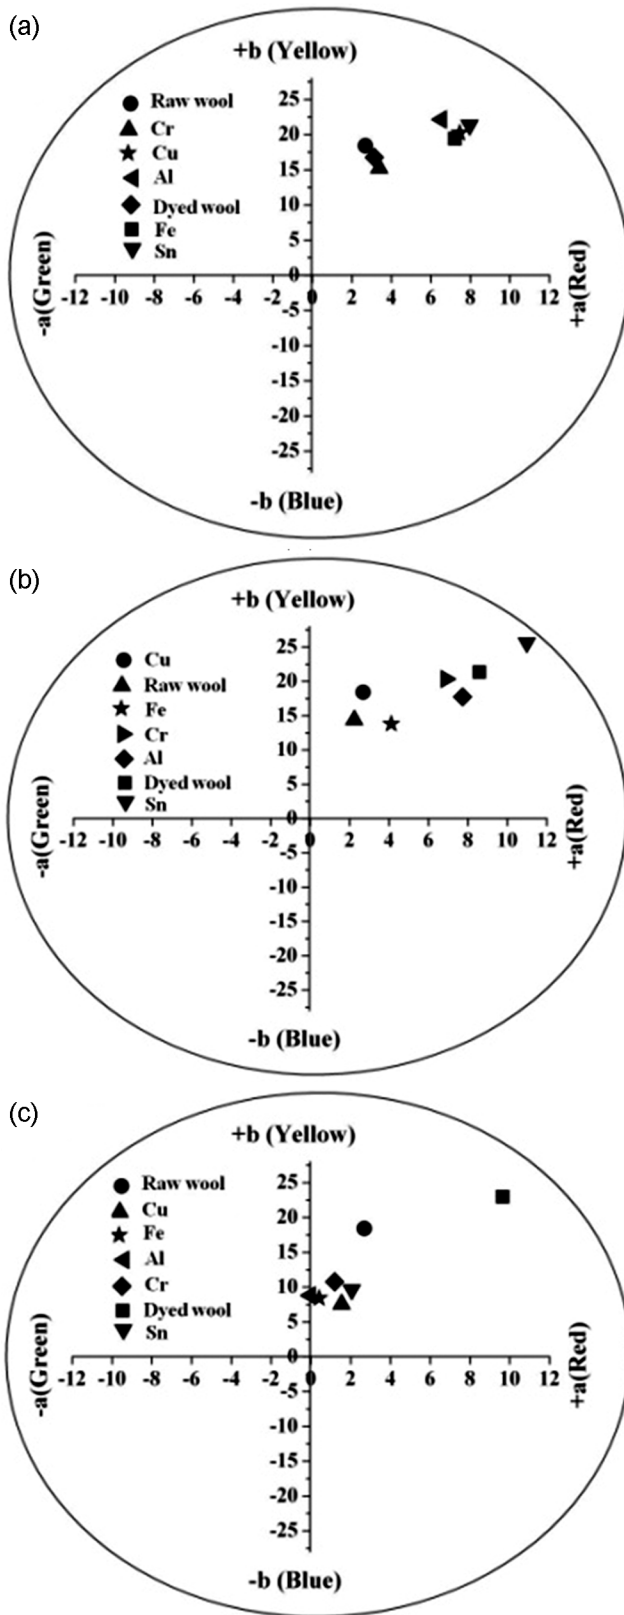 (a)
+b (Yellow)
Raw wool
Cr
Cu
Al
Dyed wool
Fe
Sn
25
20
15
10
5
0
-a(Green)
+a(Red)
-12 -10 -8 -6 -4 -2 0 2 4 6 8 10 12
-5
-10
-15
-20
-25
-b (Blue)
(b)
+b (Yellow)
Cu
Raw wool
Fe
Cr
Al
Dyed wool
Sn
25
20
15
10
5
0
-a(Green)
+a(Red)
-12 -10 -8 -6 -4 -2 0 2 4 6 8 10 12
-5
-10
-15
-20
-25
-b (Blue)
(c)
+b (Yellow)
Raw wool
Cu
Fe
Al
Cr
Dyed wool
Sn
25
20
15
10
5
0
-a(Green)
+a(Red)
-12 -10 -8 -6 -4 -2 0 2 4 6 8 10 12
-5
-10
-15
-20
-25
-b (Blue)